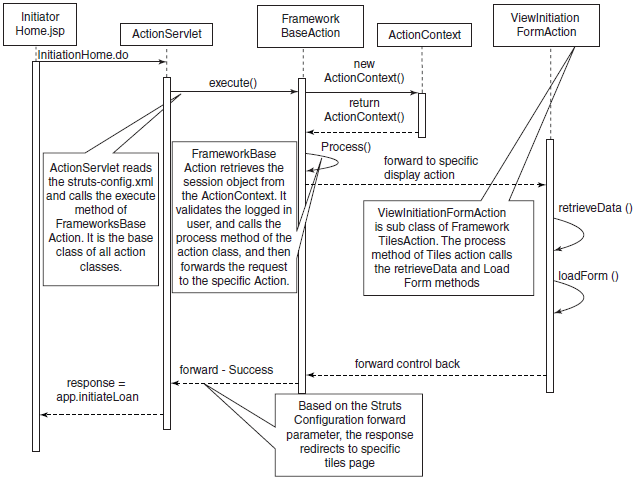 Initiator
Home.jsp
ActionServlet
Framework
BaseAction
ActionContext
ViewInitiation
FormAction
InitiationHome.do
execute()
new
ActionContext()
return
ActionContext()
Process()
forward to specific
display action
ActionServlet reads
the struts-config.xml
and calls the execute
method of
FrameworksBase
Action. It is the base
class of all action
classes.
FrameworkBase
Action retrieves the
session object from
the ActionContext. It
validates the logged in
user, and calls the
process method of the
action class, and then
forwards the request
to the specific Action.
ViewInitiationFormAction
is sub class of Framework
TilesAction. The process
method of Tiles action calls
the retrieveData and Load
Form methods
retrieveData ()
loadForm ()
forward control back
forward - Success
response =
app.initiateLoan
Based on the Struts
Configuration forward
parameter, the response
redirects to specific
tiles page